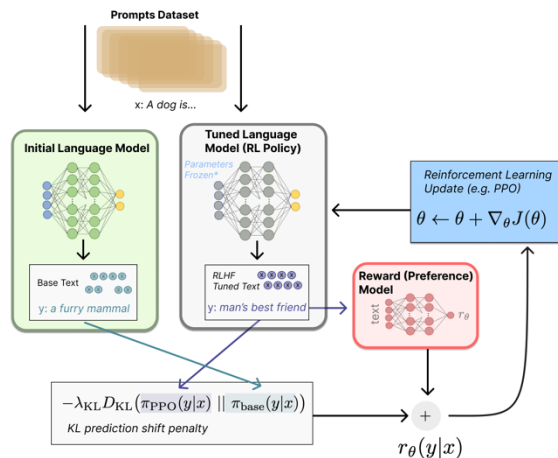 Prompts Dataset
x: A dog is...
Initial Language Model
Tuned Language
Model (RL Policy)
Parameters
Frozen*
Reinforcement Learning
Update (e.g. PPO)
θ ← θ + ∇θJ(θ)
Base Text
y: a furry mammal
RLHF
Tuned Text
y: man's best friend
Reward (Preference)
Model
text
rθ
−λKL DKL(πPPO(y|x) || πbase(y|x))
KL prediction shift penalty
+
rθ(y|x)